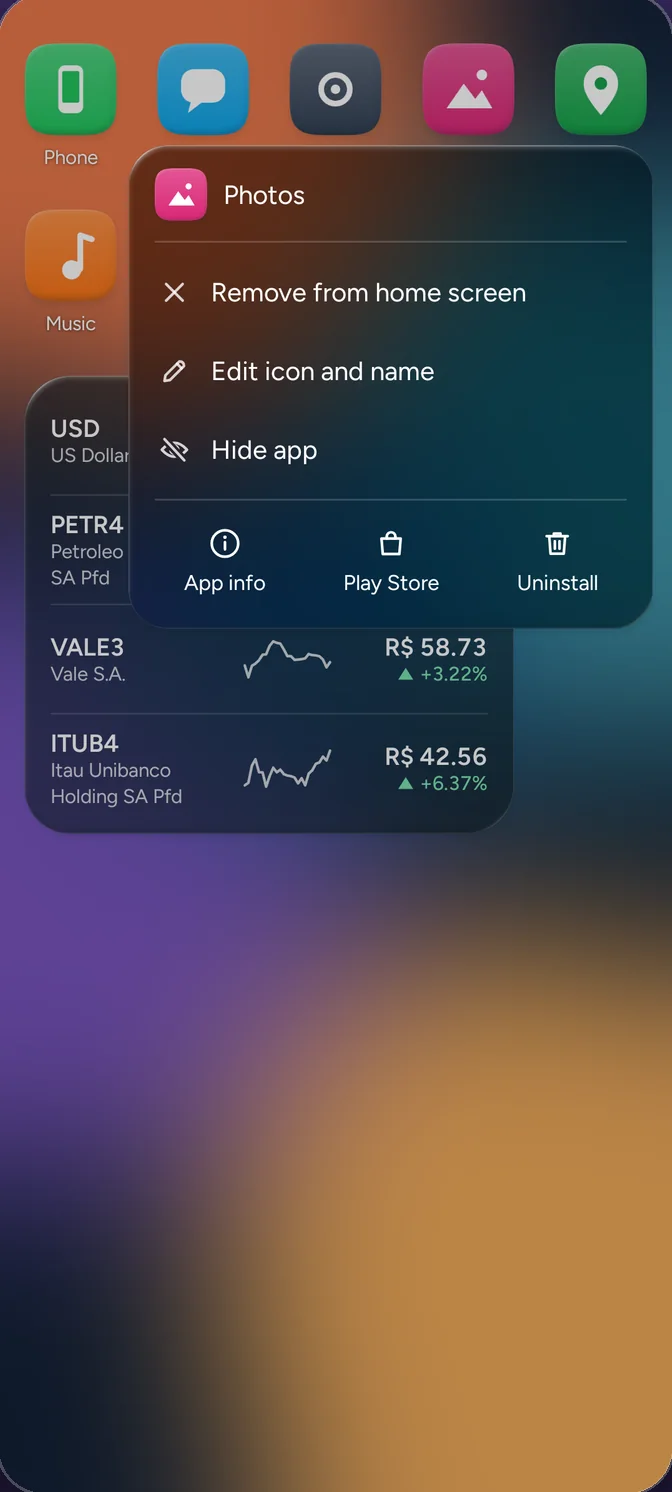 Phone
Photos
Remove from home screen
Music
Edit icon and name
Hide app
App info
Play Store
Uninstall
USD
US Dollar
PETR4
Petroleo
SA Pfd
VALE3
Vale S.A.
R$ 58.73
▲ +3.22%
ITUB4
Itau Unibanco
Holding SA Pfd
R$ 42.56
▲ +6.37%